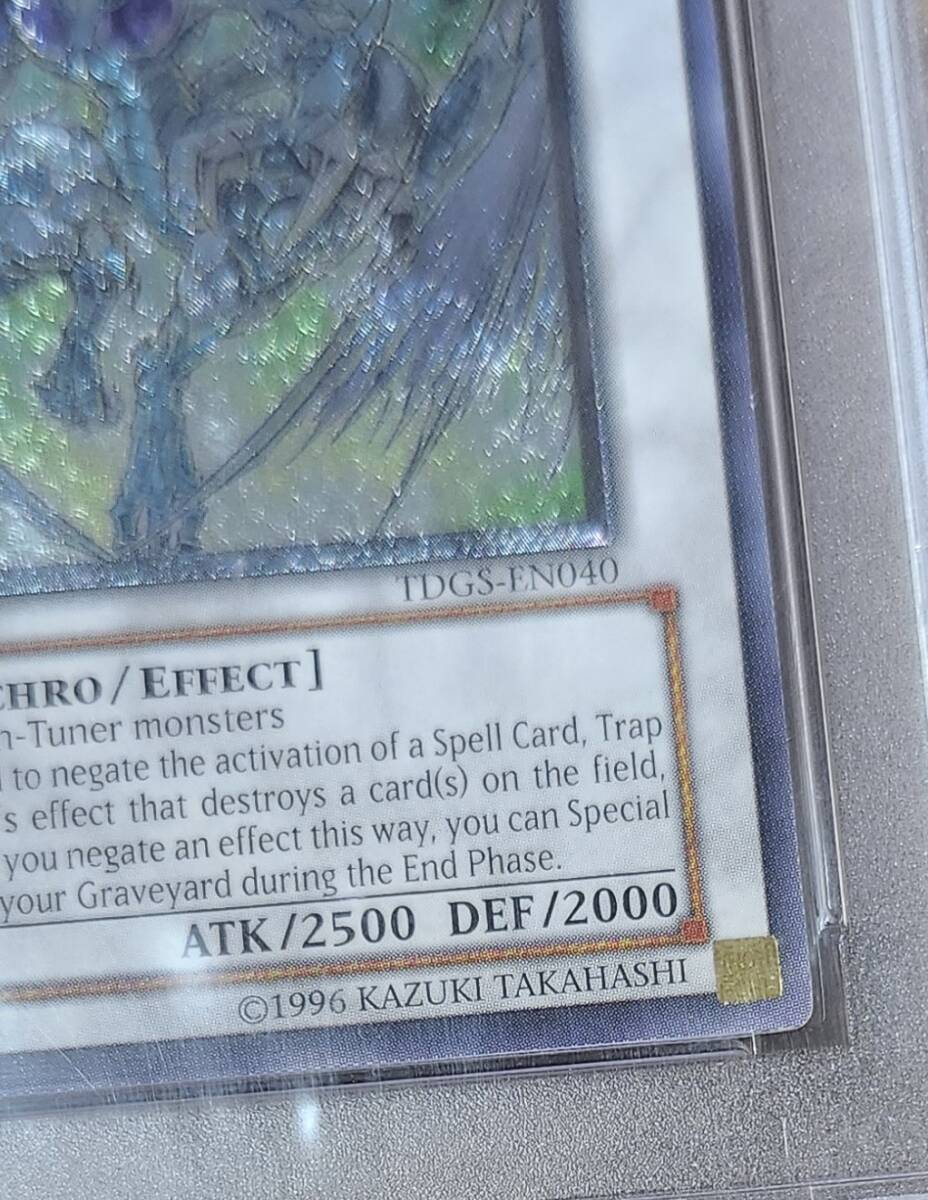 TDGS-EN040
CHRO/EFFECT]
n-Tuner monsters
to negate the activation of a Spell Card, Trap
s effect that destroys a card(s) on the field,
you negate an effect this way, you can Special
your Graveyard during the End Phase.
ATK/2500 DEF/2000
©1996 KAZUKI TAKAHASHI